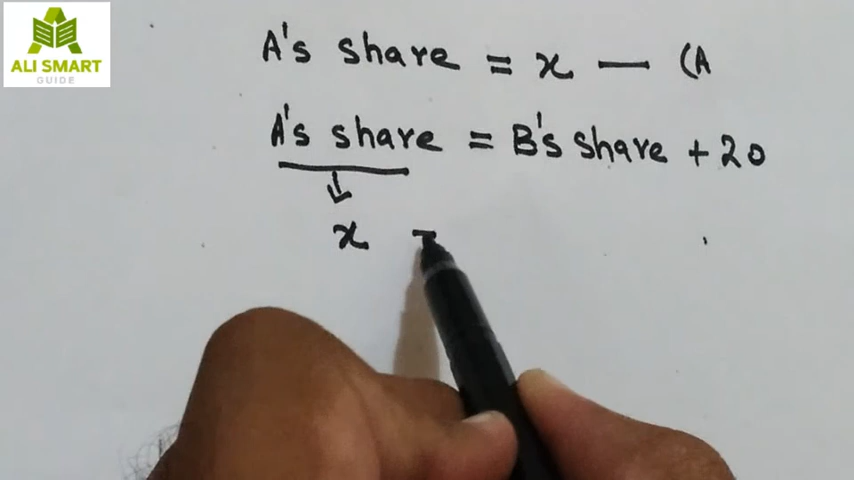 ALI SMART
GUIDE
A's share = x — (A
A's share = B's share + 20
x